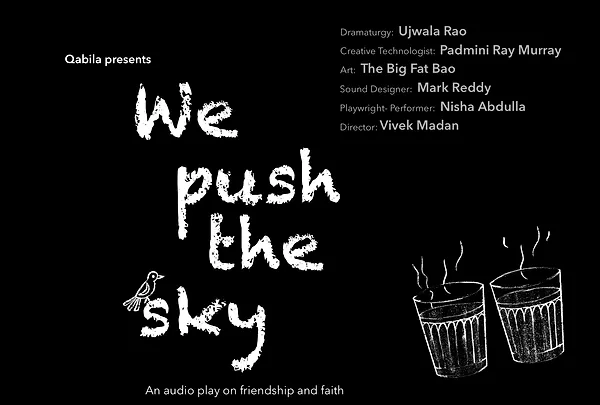 Qabila presents
We
push
the
sky
An audio play on friendship and faith
Dramaturgy: Ujwala Rao
Creative Technologist: Padmini Ray Murray
Art: The Big Fat Bao
Sound Designer: Mark Reddy
Playwright- Performer: Nisha Abdulla
Director: Vivek Madan